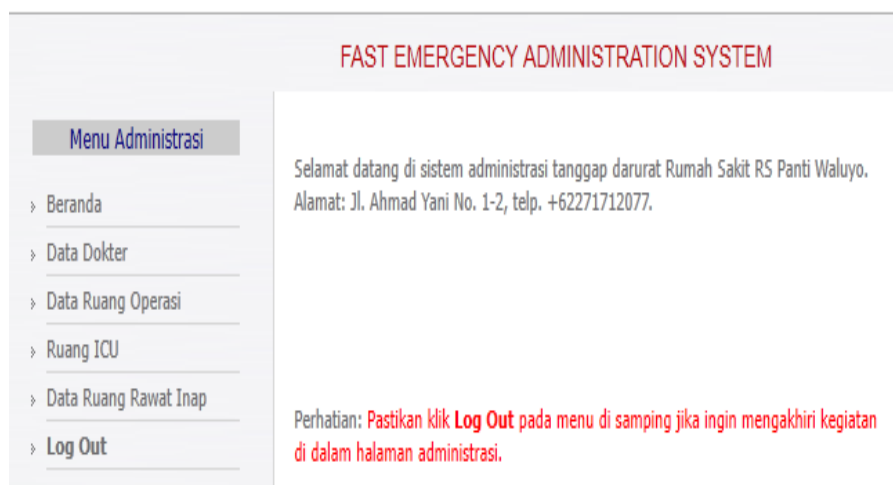 FAST EMERGENCY ADMINISTRATION SYSTEM
Menu Administrasi
Beranda
Data Dokter
Data Ruang Operasi
Ruang ICU
Data Ruang Rawat Inap
Log Out
Selamat datang di sistem administrasi tanggap darurat Rumah Sakit RS Panti Waluyo.
Alamat: Jl. Ahmad Yani No. 1-2, telp. +62271712077.
Perhatian: Pastikan klik Log Out pada menu di samping jika ingin mengakhiri kegiatan
di dalam halaman administrasi.